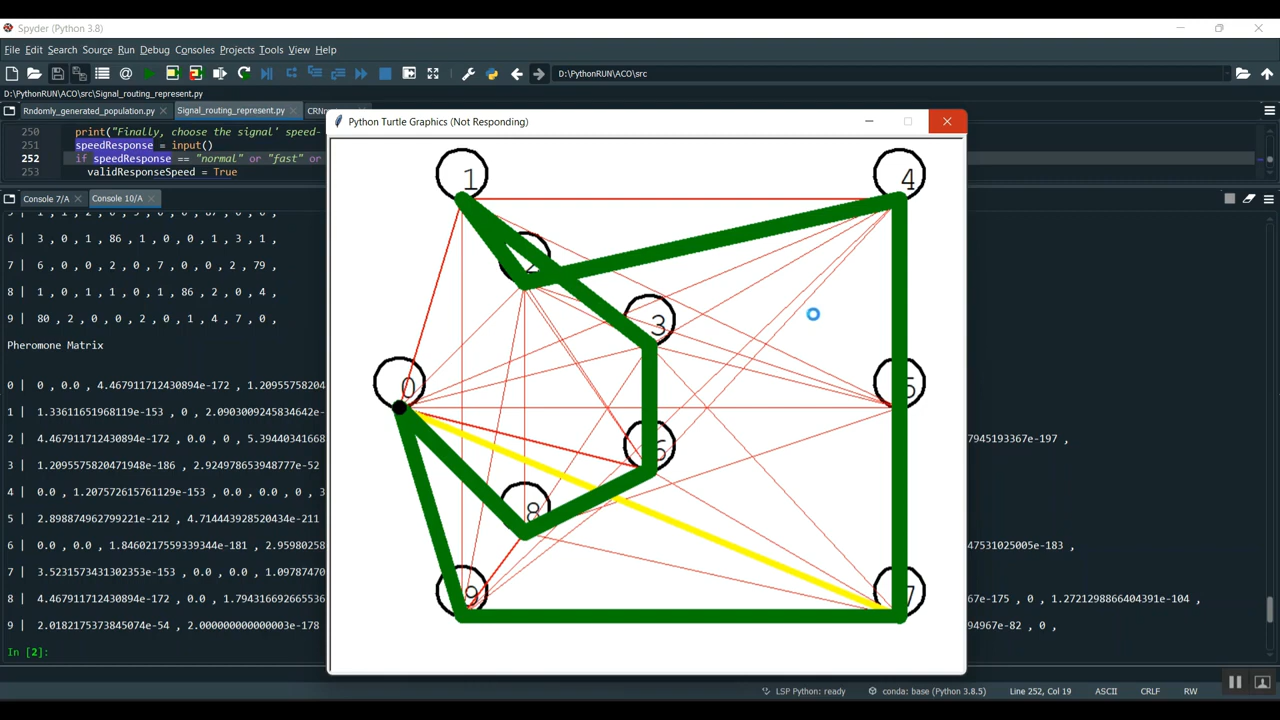 Spyder (Python 3.8)
File Edit Search Source Run Debug Consoles Projects Tools View Help
D:\PythonRUN\ACO\src
D:\PythonRUN\ACO\src\Signal_routing_represent.py
Rndomly_generated_population.py Signal_routing_represent.py
250 print("Finally, choose the signal' speed-
251 speedResponse = input()
252 if speedResponse == "normal" or "fast" or
253 validResponseSpeed = True
Python Turtle Graphics (Not Responding)
Console 7/A Console 10/A
6 | 3 , 0 , 1 , 86 , 1 , 0 , 0 , 1 , 3 , 1 ,
7 | 6 , 0 , 0 , 2 , 0 , 7 , 0 , 0 , 2 , 79 ,
8 | 1 , 0 , 1 , 1 , 0 , 1 , 86 , 2 , 0 , 4 ,
9 | 80 , 2 , 0 , 0 , 2 , 0 , 1 , 4 , 7 , 0 ,
Pheromone Matrix
0 | 0 , 0.0 , 4.467911712430894e-172 , 1.20955758204
1 | 1.33611651968119e-153 , 0 , 2.0903009245834642e-
2 | 4.467911712430894e-172 , 0.0 , 0 , 5.39440341668
7945193367e-197 ,
3 | 1.2095575820471948e-186 , 2.924978653948777e-52
4 | 0.0 , 1.207572615761129e-153 , 0.0 , 0.0 , 0 , 3
5 | 2.898874962799221e-212 , 4.714443928520434e-211
6 | 0.0 , 0.0 , 1.8460217559339344e-181 , 2.95980258
47531025005e-183 ,
7 | 3.5231573431302353e-153 , 0.0 , 0.0 , 1.09787470
8 | 4.467911712430894e-172 , 0.0 , 1.79431669266553​6
67e-175 , 0 , 1.2721298866404391e-104 ,
9 | 2.0182175373845074e-54 , 2.000000000000003e-178
94967e-82 , 0 ,
In [2]:
1
4
3
0
5
6
8
9
7
LSP Python: ready conda: base (Python 3.8.5) Line 252, Col 19 ASCII CRLF RW